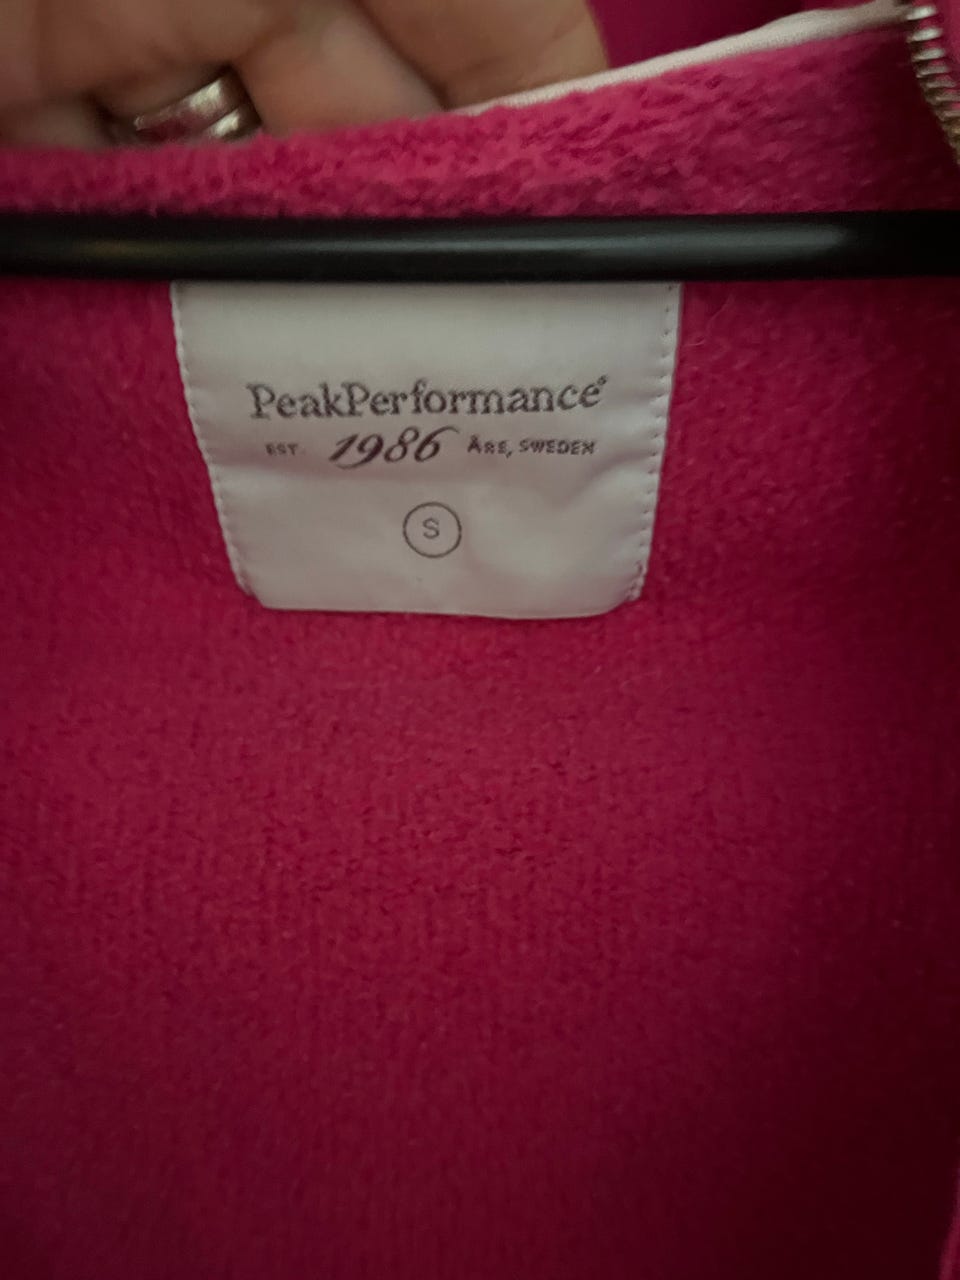 PeakPerformance®
EST. 1986 ÅRE, SWEDEN
S